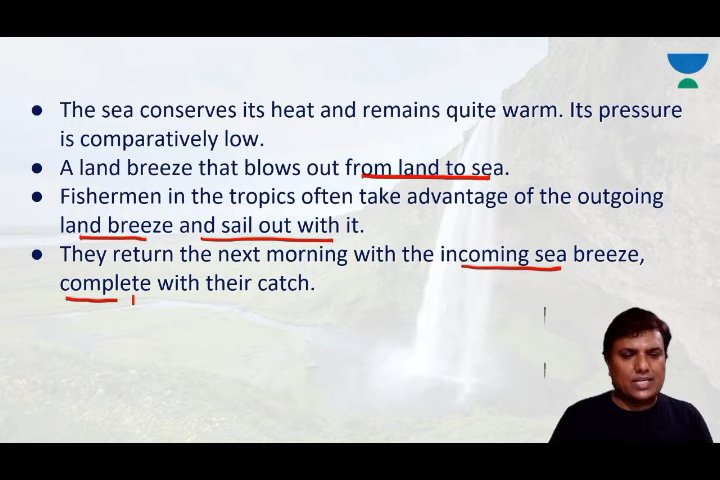 ● The sea conserves its heat and remains quite warm. Its pressure
is comparatively low.
● A land breeze that blows out from land to sea.
● Fishermen in the tropics often take advantage of the outgoing
land breeze and sail out with it.
● They return the next morning with the incoming sea breeze,
complete with their catch.